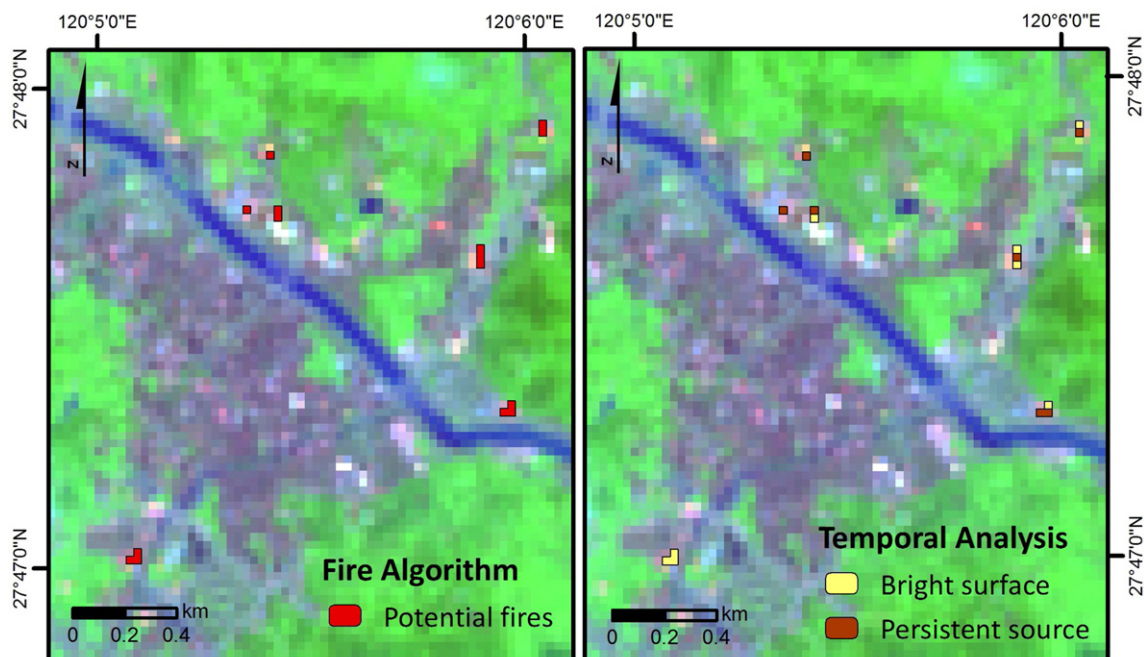 120°5'0"E
120°6'0"E
120°5'0"E
120°6'0"E
27°48'0"N
27°48'0"N
z
z
27°47'0"N
27°47'0"N
Fire Algorithm
Potential fires
km
0 0.2 0.4
Temporal Analysis
Bright surface
Persistent source
km
0 0.2 0.4